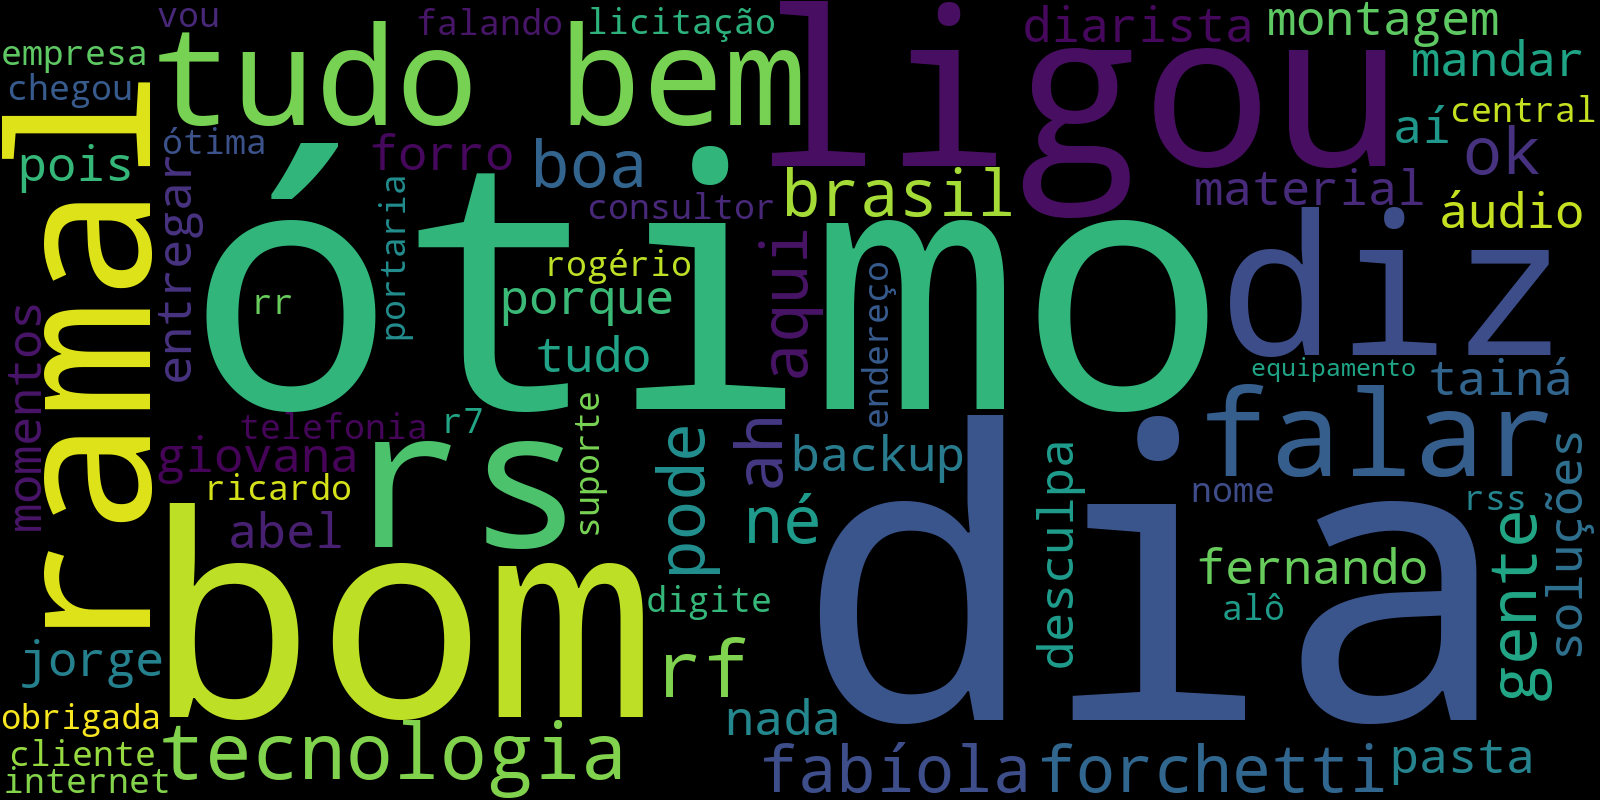 vou
falando
licitação
ligou
diarista
montagem
empresa
tudo bem
mandar
chegou
ramal
ótima
forro
boa
brasil
central
aí
ok
pois
entregar
portaria
consultor
material
áudio
ótimo
rogério
aqui
diz
rr
porque
endereço
momentos
tudo
equipamento
tainá
telefonia
r7
suporte
pode
ah
falar
giovana
rs
backup
dia
desculpa
nome
rss
soluções
ricardo
abel
bom
né
gente
fernando
digite
alô
jorge
rf
obrigada
nada
cliente
tecnologia
fabíola
forchetti
pasta
internet